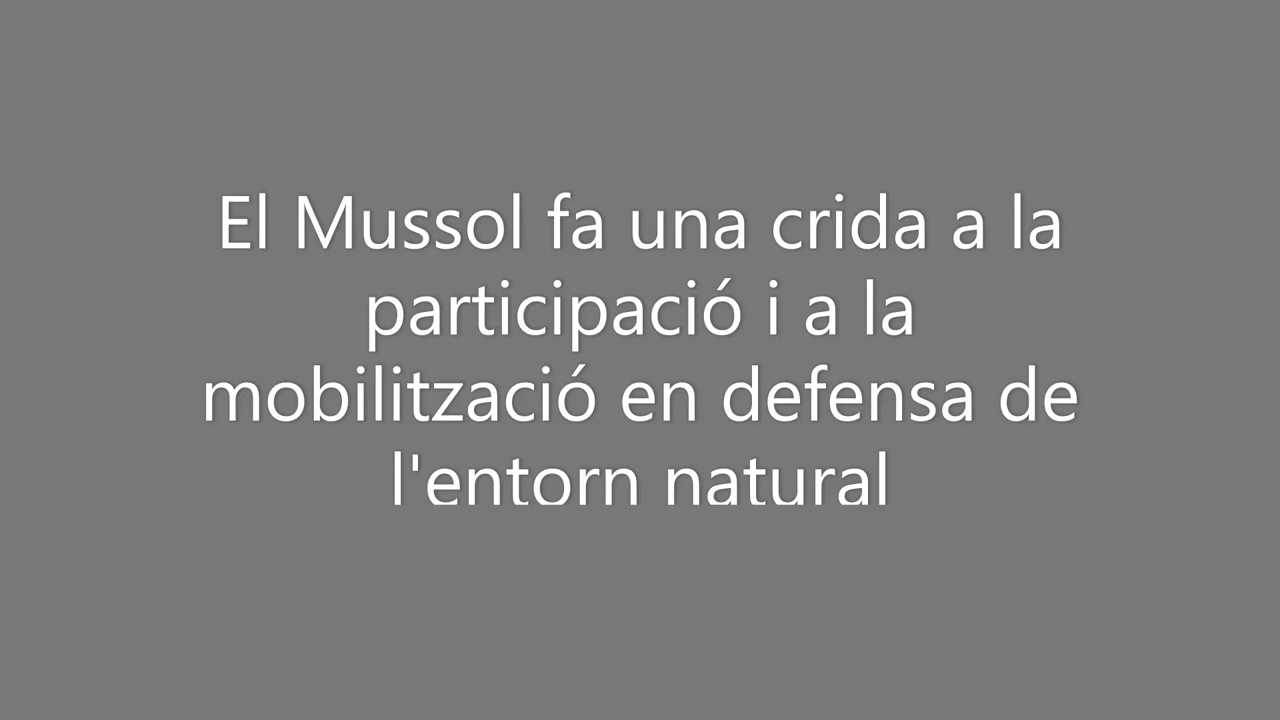 El Mussol fa una crida a la
participació i a la
mobilització en defensa de
l'entorn natural